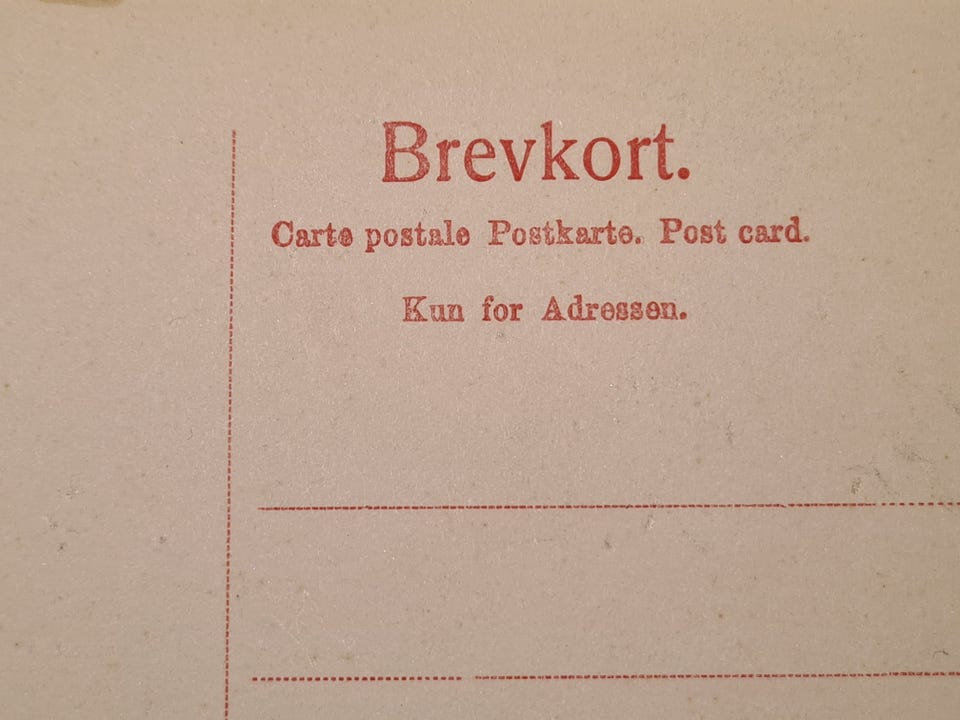 Brevkort.
Carte postale Postkarte. Post card.
Kun for Adressen.